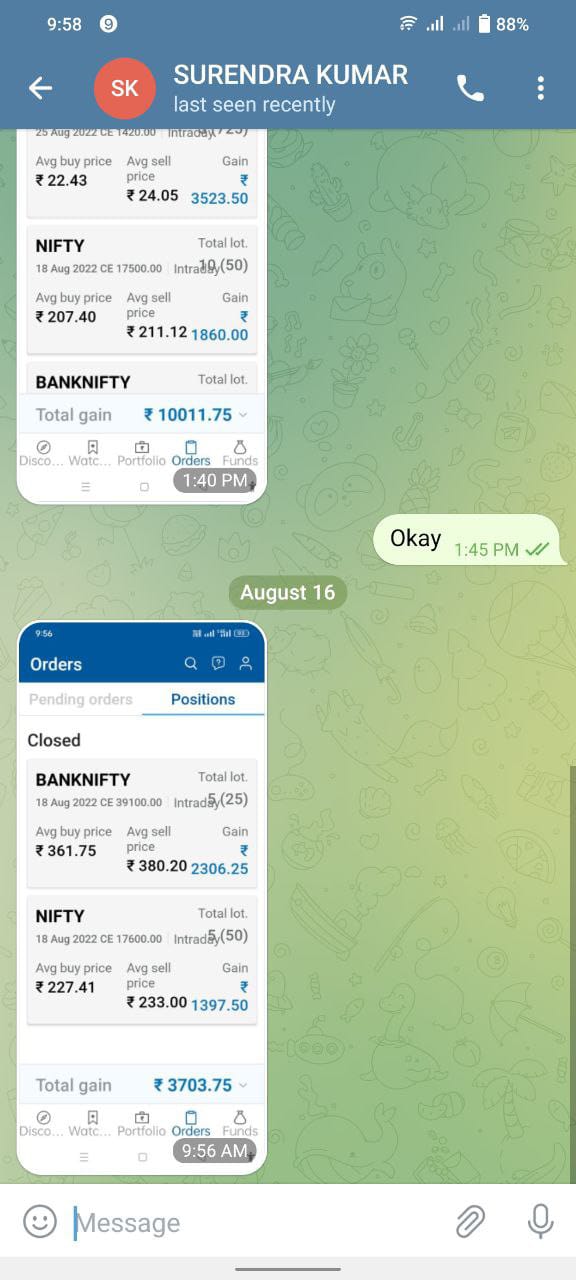 9:58 9 88%
SURENDRA KUMAR
SK
last seen recently
25 Aug 2022 CE 1420.00 Intraday (725)
Avg buy price Avg sell price Gain
₹ 22.43 ₹ 24.05 ₹ 3523.50
NIFTY Total lot.
18 Aug 2022 CE 17500.00 Intraday 10 (50)
Avg buy price Avg sell price Gain
₹ 207.40 ₹ 211.12 ₹ 1860.00
BANKNIFTY Total lot.
Total gain ₹ 10011.75
Disco... Watc... Portfolio Orders Funds
1:40 PM
Okay 1:45 PM
August 16
9:56
Orders
Pending orders Positions
Closed
BANKNIFTY Total lot.
18 Aug 2022 CE 39100.00 Intraday 5 (25)
Avg buy price Avg sell price Gain
₹ 361.75 ₹ 380.20 ₹ 2306.25
NIFTY Total lot.
18 Aug 2022 CE 17600.00 Intraday 5 (50)
Avg buy price Avg sell price Gain
₹ 227.41 ₹ 233.00 ₹ 1397.50
Total gain ₹ 3703.75
Disco... Watc... Portfolio Orders Funds
9:56 AM
Message